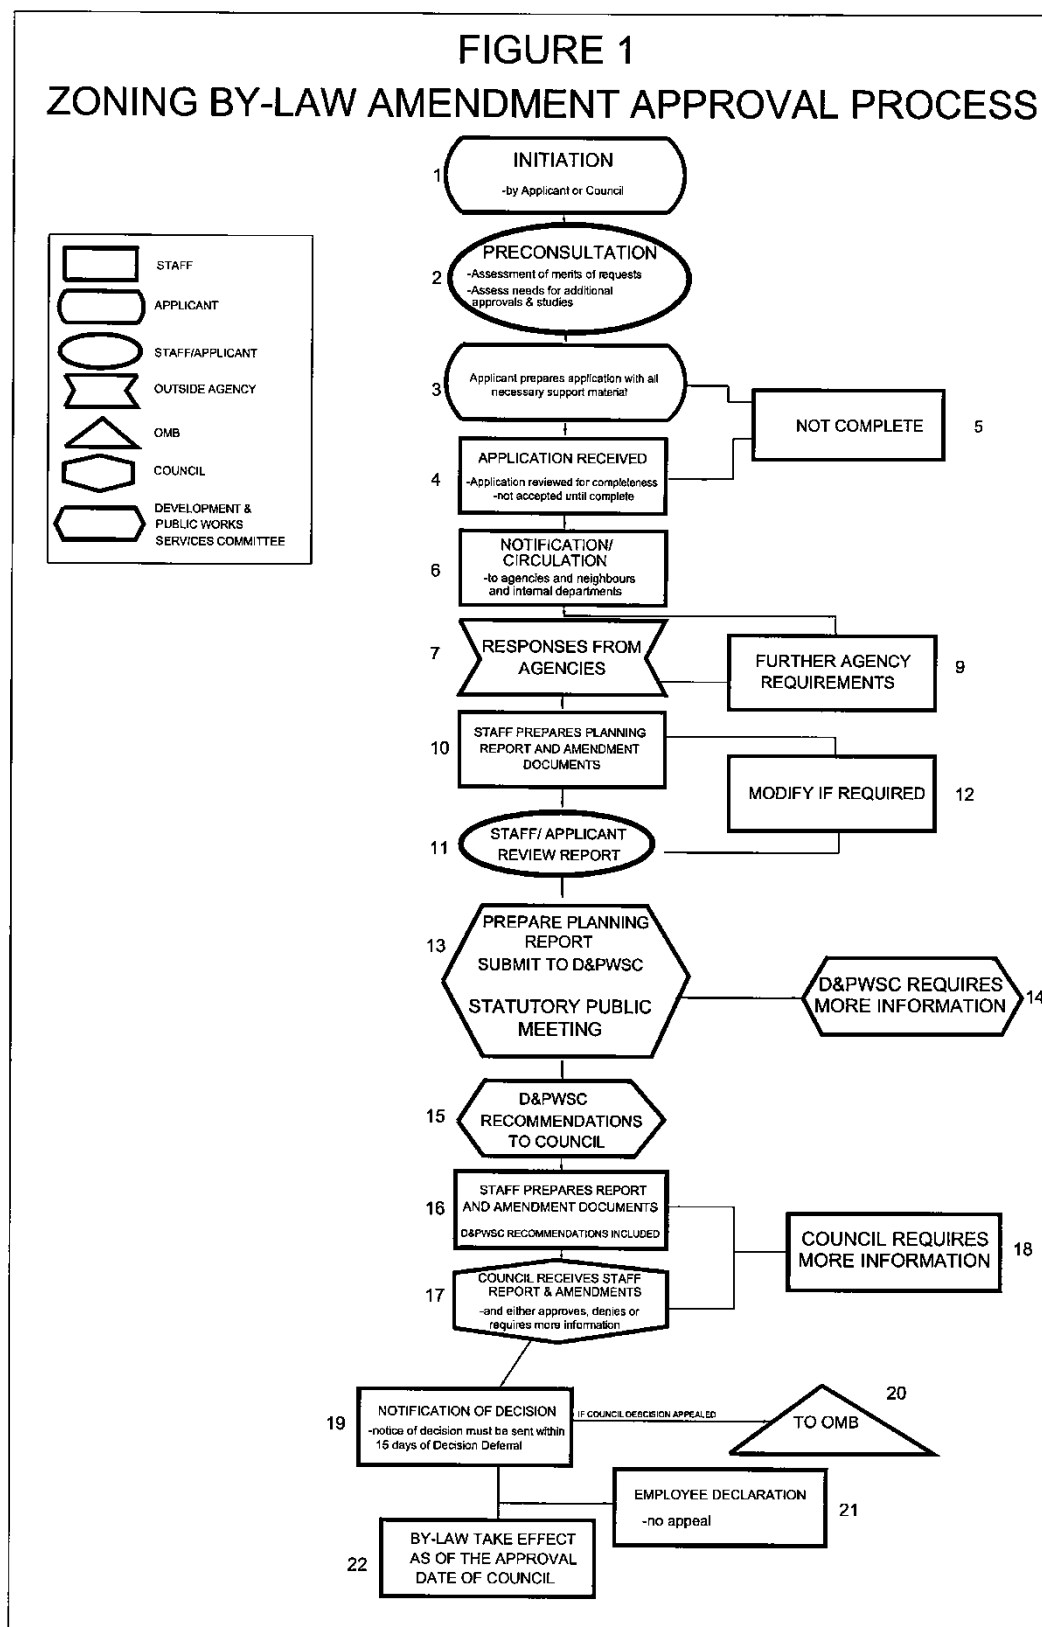 FIGURE 1
ZONING BY-LAW AMENDMENT APPROVAL PROCESS
STAFF
APPLICANT
STAFF/APPLICANT
OUTSIDE AGENCY
OMB
COUNCIL
DEVELOPMENT &
PUBLIC WORKS
SERVICES COMMITTEE
1
INITIATION
-by Applicant or Council
2
PRECONSULTATION
-Assessment of merits of requests
-Assess needs for additional
approvals & studies
3
Applicant prepares application with all
necessary support material
4
APPLICATION RECEIVED
-Application reviewed for completeness
-not accepted until complete
NOT COMPLETE
5
6
NOTIFICATION/
CIRCULATION
-to agencies and neighbours
and internal departments
7
RESPONSES FROM
AGENCIES
FURTHER AGENCY
REQUIREMENTS
9
10
STAFF PREPARES PLANNING
REPORT AND AMENDMENT
DOCUMENTS
MODIFY IF REQUIRED
12
11
STAFF/ APPLICANT
REVIEW REPORT
13
PREPARE PLANNING
REPORT
SUBMIT TO D&PWSC
STATUTORY PUBLIC
MEETING
D&PWSC REQUIRES
MORE INFORMATION
14
15
D&PWSC
RECOMMENDATIONS
TO COUNCIL
16
STAFF PREPARES REPORT
AND AMENDMENT DOCUMENTS
D&PWSC RECOMMENDATIONS INCLUDED
17
COUNCIL RECEIVES STAFF
REPORT & AMENDMENTS
-and either approves, denies or
requires more information
COUNCIL REQUIRES
MORE INFORMATION
18
19
NOTIFICATION OF DECISION
-notice of decision must be sent within
15 days of Decision Deferral
IF COUNCIL DESCISION APPEALED
TO OMB
20
EMPLOYEE DECLARATION
-no appeal
21
22
BY-LAW TAKE EFFECT
AS OF THE APPROVAL
DATE OF COUNCIL